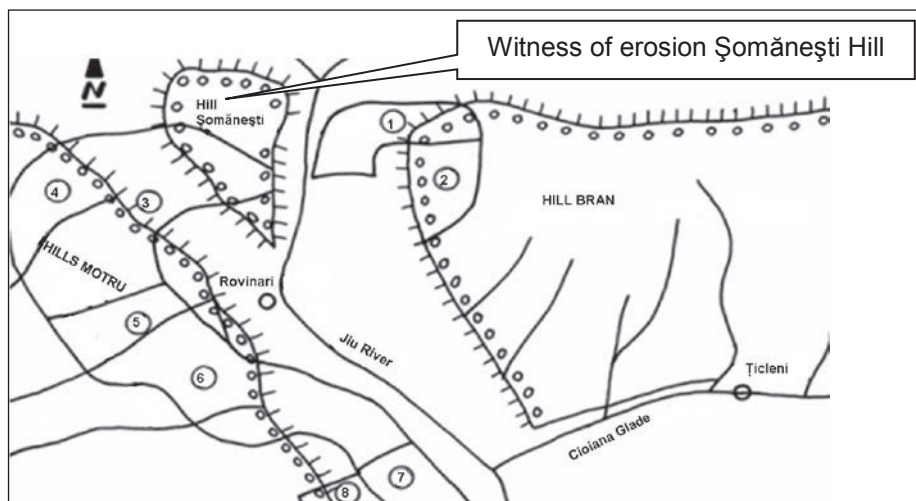 Witness of erosion Şomăneşti Hill
N
Hill
Şomăneşti
1
2
3
4
HILL BRAN
HILLS MOTRU
Rovinari
5
Jiu River
6
Ţicleni
Cioiana Glade
7
8